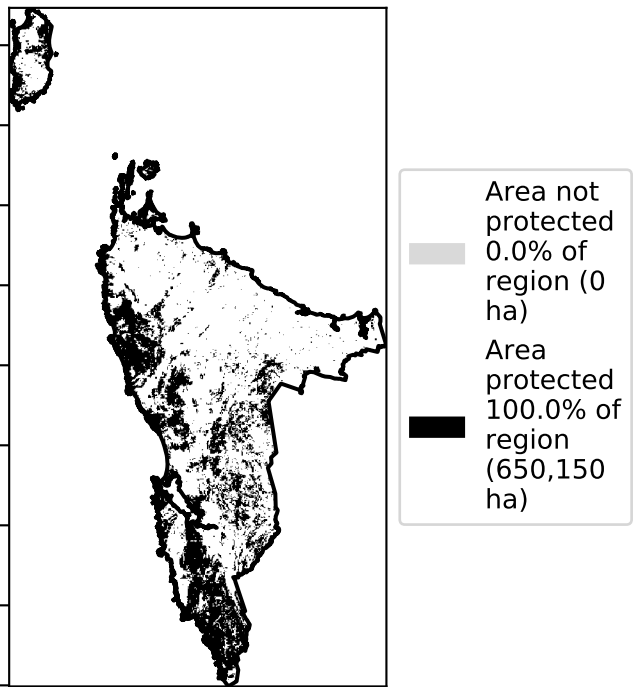 Area not
protected
0.0% of
region (0
ha)
Area
protected
100.0% of
region
(650,150
ha)